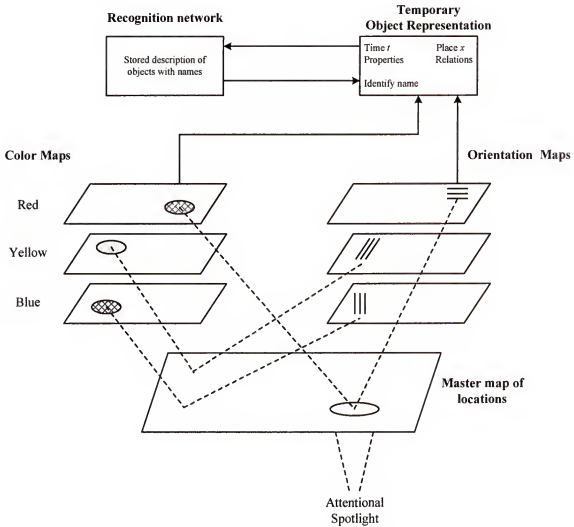 Recognition network
Temporary
Object Representation
Stored description of
objects with names
Time t
Place x
Properties
Relations
Identify name
Color Maps
Orientation Maps
Red
Yellow
Blue
Master map of
locations
Attentional
Spotlight